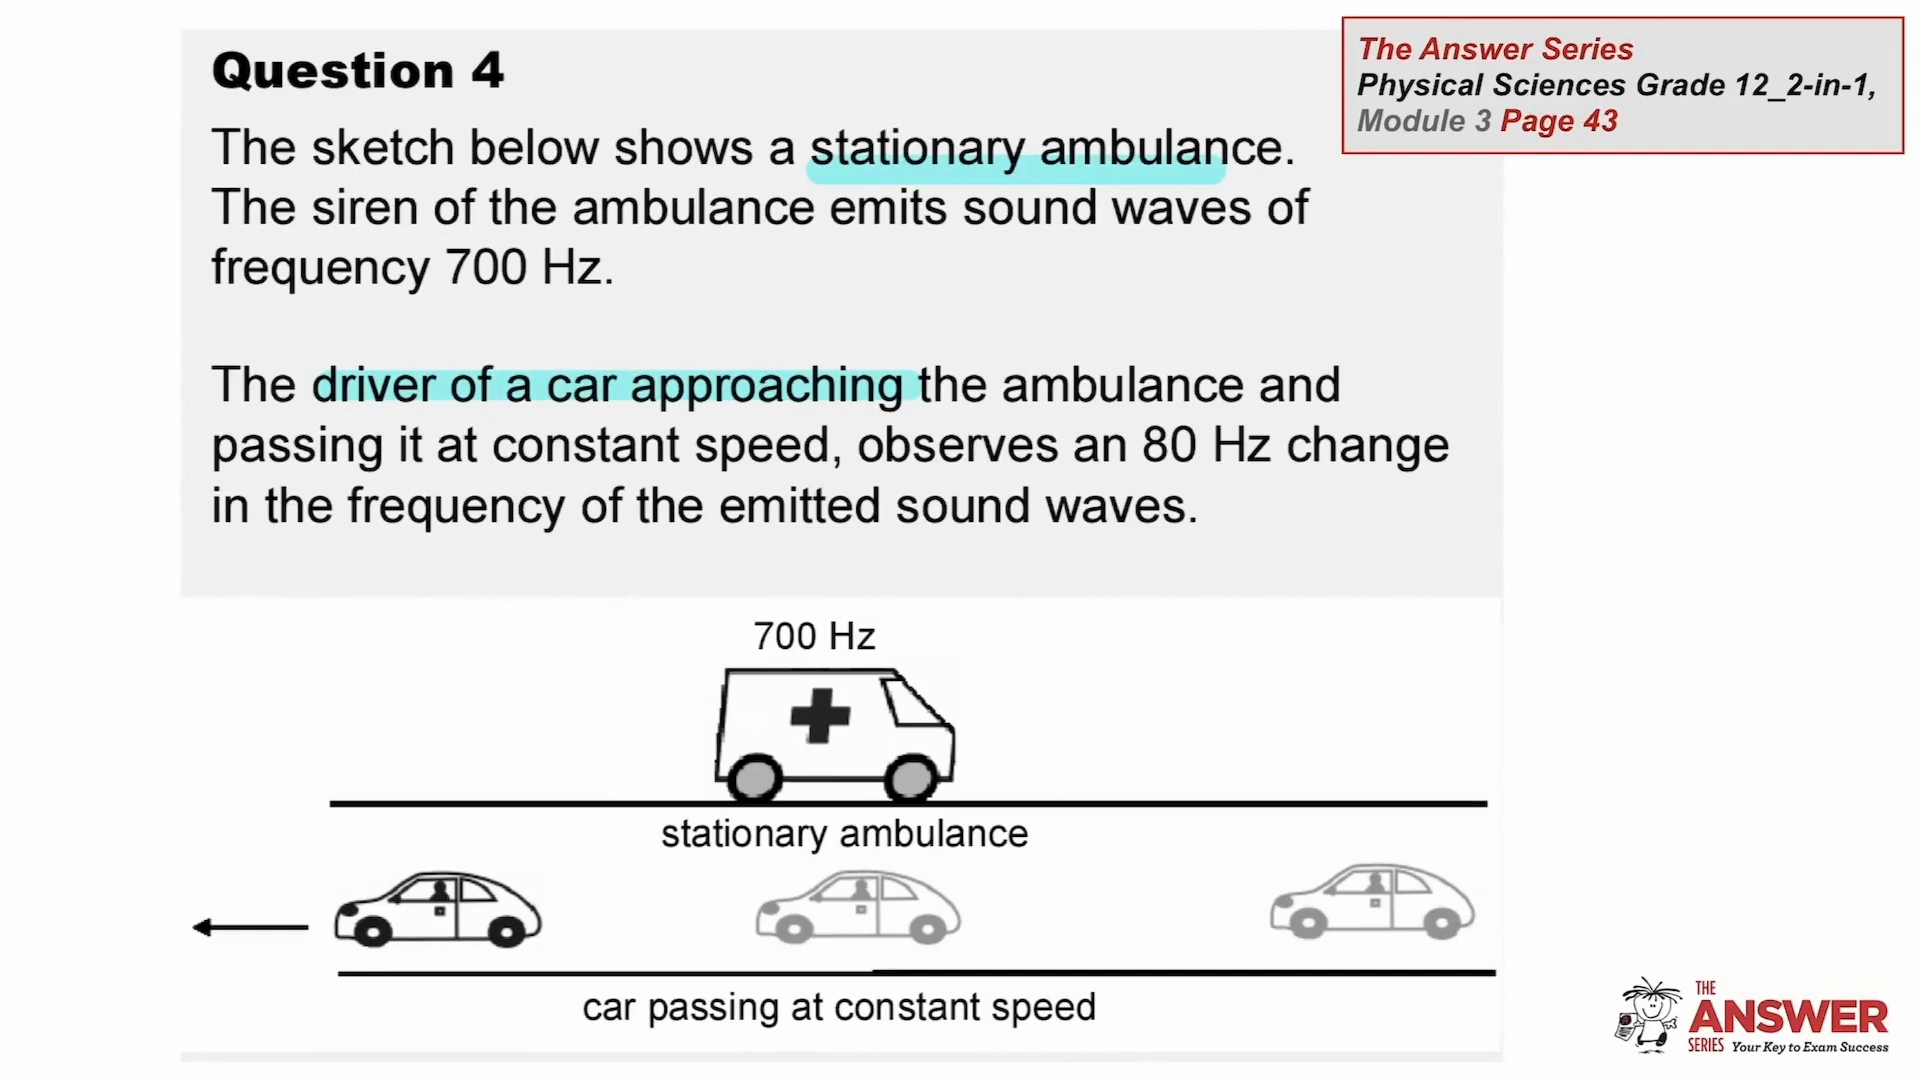 Question 4
The Answer Series
Physical Sciences Grade 12_2-in-1,
Module 3 Page 43
The sketch below shows a stationary ambulance.
The siren of the ambulance emits sound waves of
frequency 700 Hz.
The driver of a car approaching the ambulance and
passing it at constant speed, observes an 80 Hz change
in the frequency of the emitted sound waves.
700 Hz
stationary ambulance
car passing at constant speed
THE
ANSWER
SERIES Your Key to Exam Success